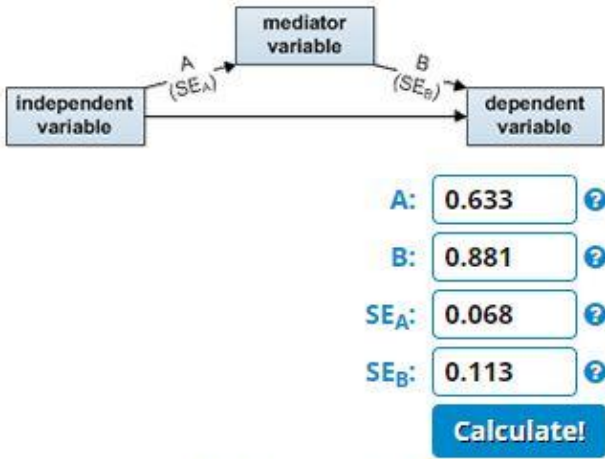 mediator
variable
A
(SEA)
B
(SEB)
independent
variable
dependent
variable
A: 0.633 ?
B: 0.881 ?
SEA: 0.068 ?
SEB: 0.113 ?
Calculate!